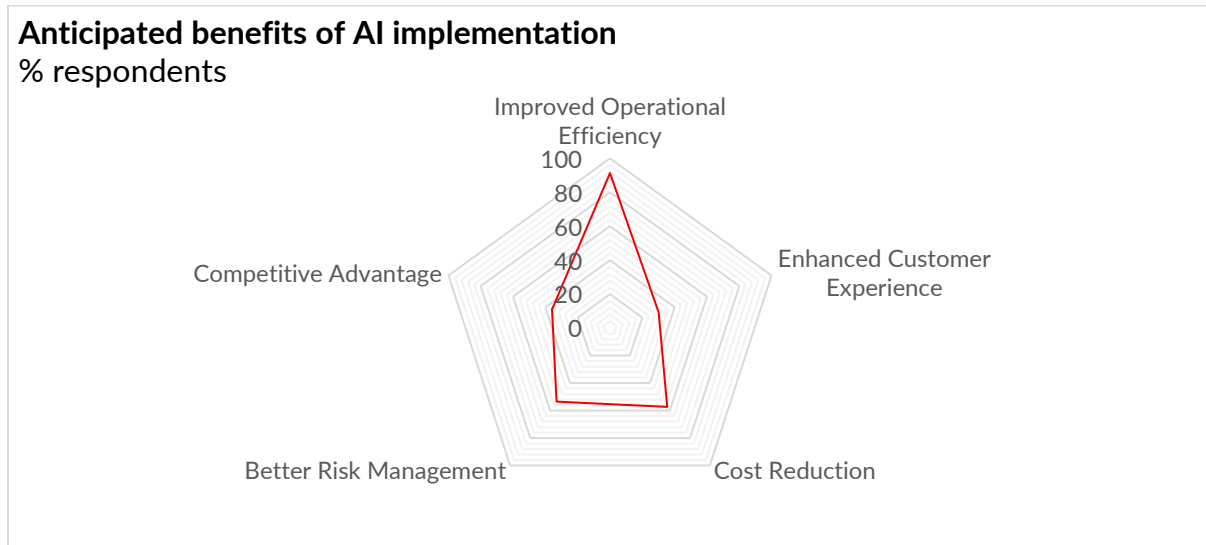 Anticipated benefits of AI implementation
% respondents
Improved Operational
Efficiency
100
80
60
40
20
0
Enhanced Customer
Experience
Competitive Advantage
Better Risk Management
Cost Reduction